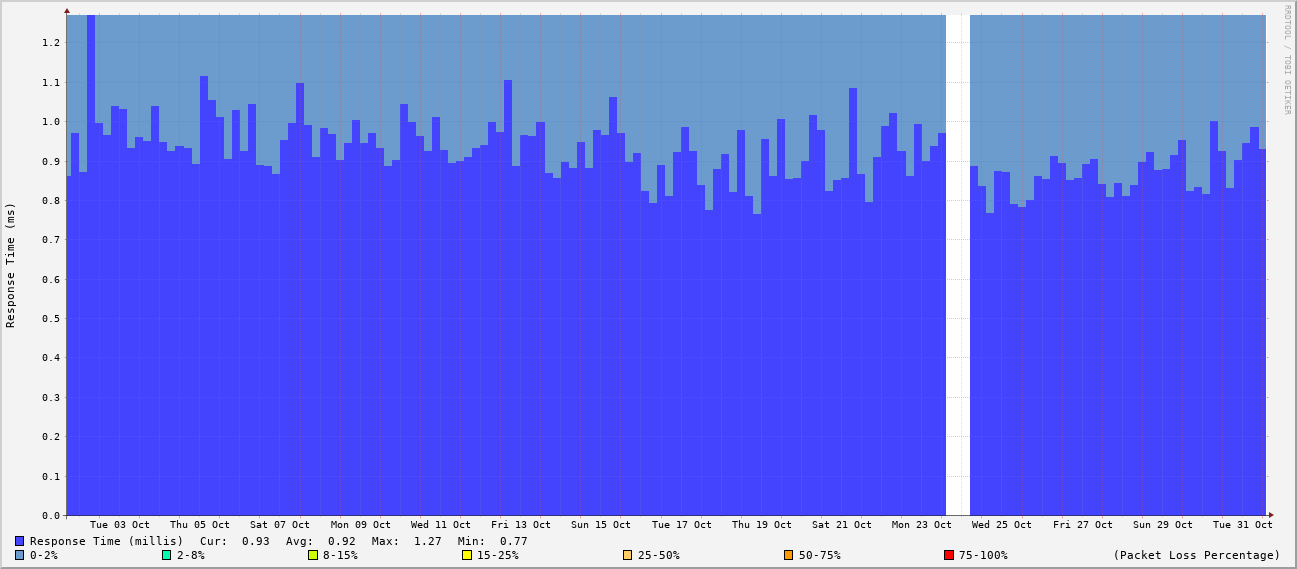 RRDTOOL / TOBI OETIKER
Response Time (ms)
1.2
1.1
1.0
0.9
0.8
0.7
0.6
0.5
0.4
0.3
0.2
0.1
0.0
Tue 03 Oct Thu 05 Oct Sat 07 Oct Mon 09 Oct Wed 11 Oct Fri 13 Oct Sun 15 Oct Tue 17 Oct Thu 19 Oct Sat 21 Oct Mon 23 Oct Wed 25 Oct Fri 27 Oct Sun 29 Oct Tue 31 Oct
Response Time (millis) Cur: 0.93 Avg: 0.92 Max: 1.27 Min: 0.77
0-2% 2-8% 8-15% 15-25% 25-50% 50-75% 75-100% (Packet Loss Percentage)